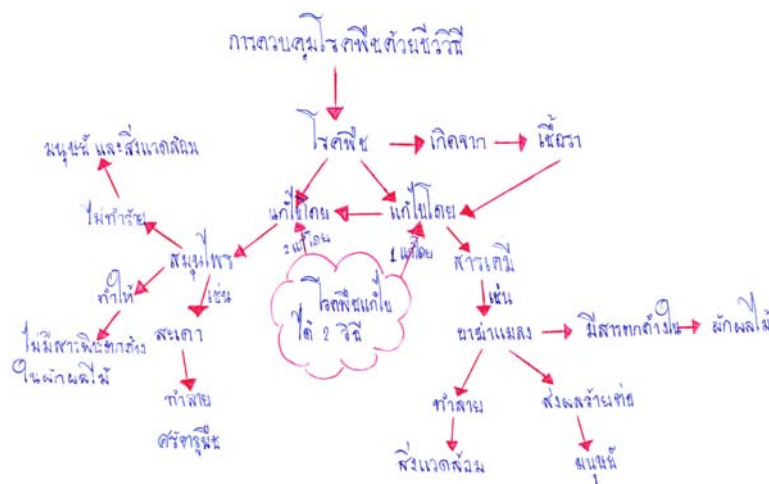 การควบคุมโรคพืชด้วยชีววิธี
โรคพืช
เกิดจาก
เชื้อรา
มนุษย์ และสิ่งแวดล้อม
ไม่ทำร้าย
แก้ไขโดย
แก้ไขโดย
2 แก้โดย
1 แก้โดย
สมุนไพร
สารเคมี
ทำให้
เช่น
เช่น
โรคพืชแก้ไข
ได้ 2 วิธี
สะเดา
ไม่มีสารพิษตกค้าง
ในผักผลไม้
ยาฆ่าแมลง
มีสารตกค้างใน
ผักผลไม้
ทำลาย
ศรัตรูพืช
ทำลาย
ส่งผลร้ายต่อ
สิ่งแวดล้อม
มนุษย์